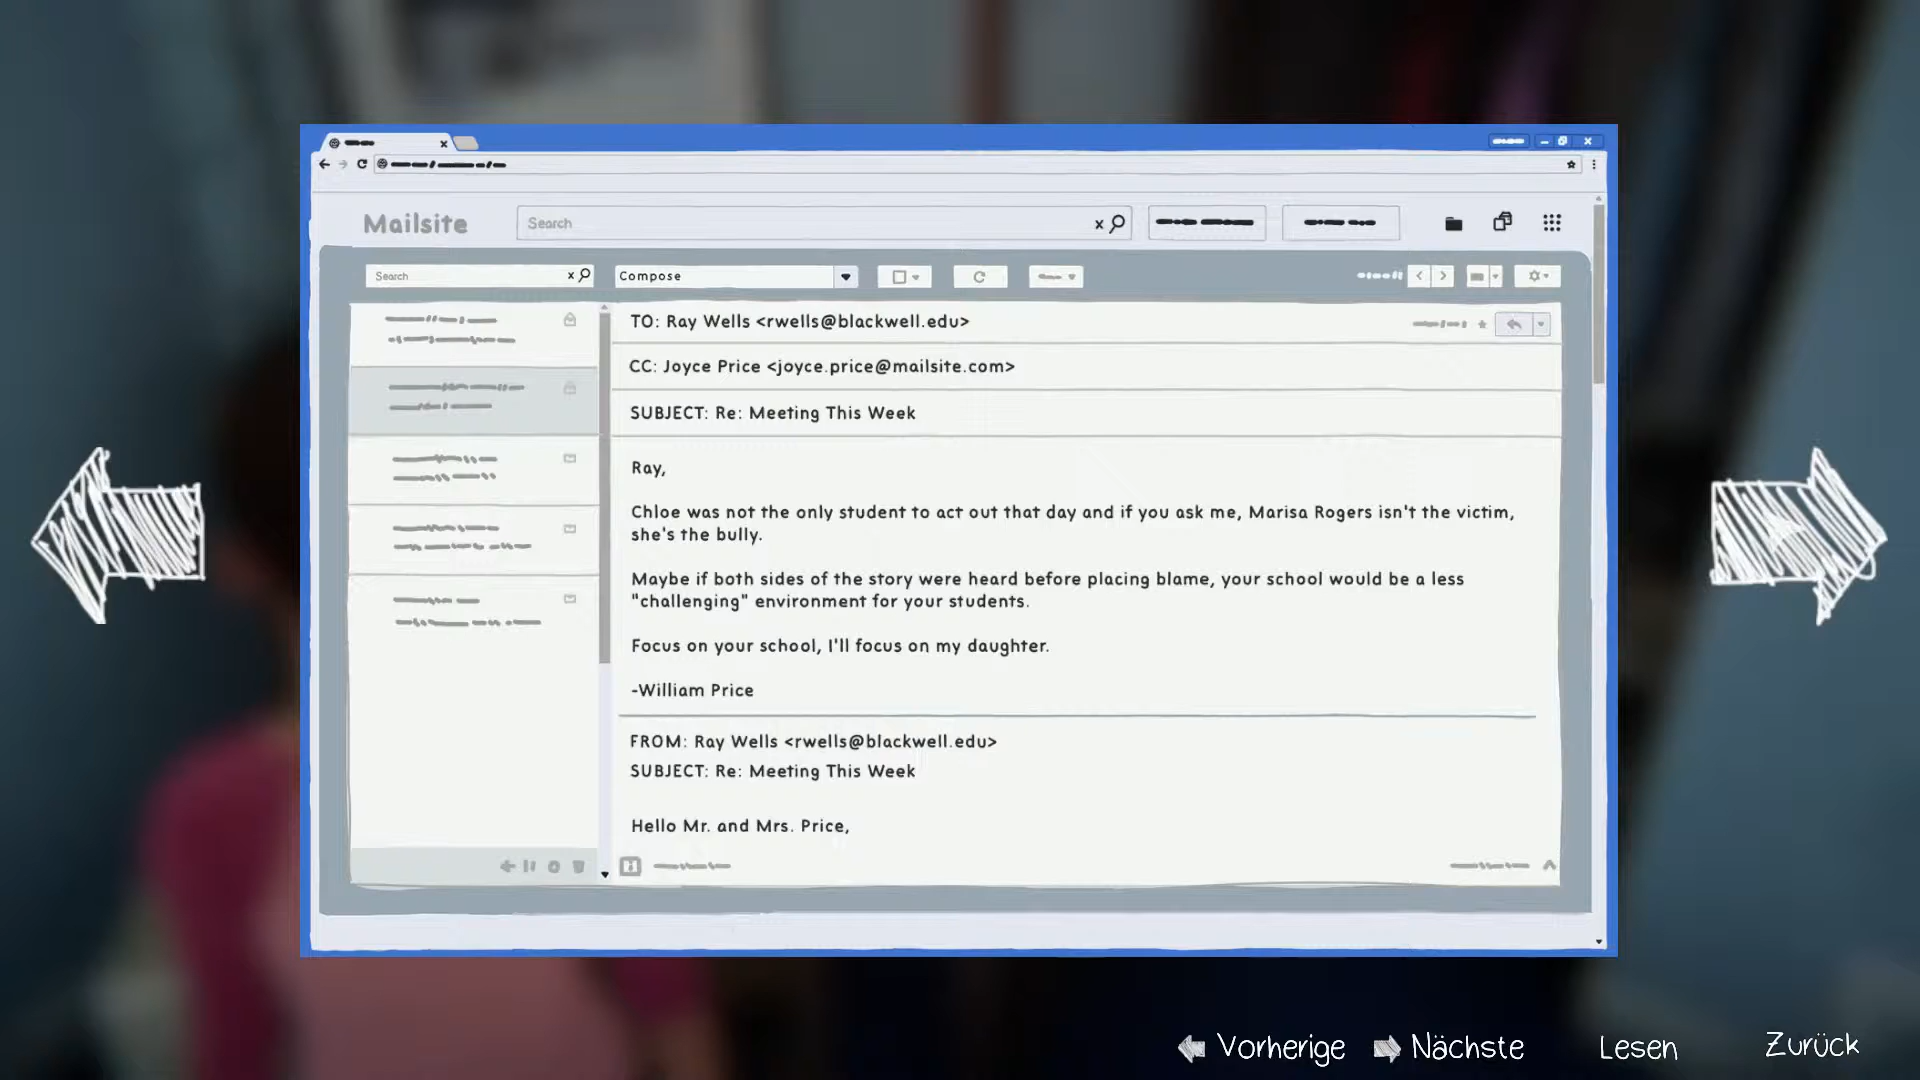 Mailsite
Search
Search
Compose
TO: Ray Wells <rwells@blackwell.edu>
CC: Joyce Price <joyce.price@mailsite.com>
SUBJECT: Re: Meeting This Week
Ray,
Chloe was not the only student to act out that day and if you ask me, Marisa Rogers isn't the victim,
she's the bully.
Maybe if both sides of the story were heard before placing blame, your school would be a less
"challenging" environment for your students.
Focus on your school, I'll focus on my daughter.
-William Price
FROM: Ray Wells <rwells@blackwell.edu>
SUBJECT: Re: Meeting This Week
Hello Mr. and Mrs. Price,
Vorherige
Nächste
Lesen
Zurück